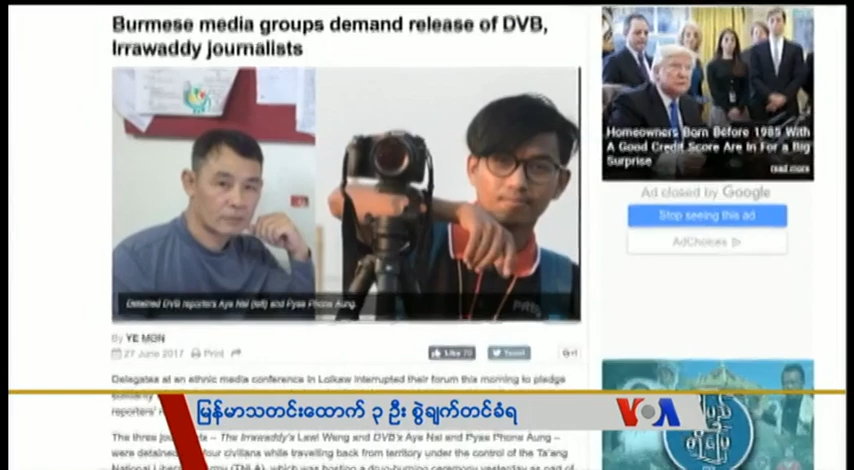 Burmese media groups demand release of DVB,
Irrawaddy journalists
Detained DVB reporters Aye Nai (left) and Pyae Phone Aung.
By YE MON
27 June 2017 Print
Like 70
Tweet
Delegates at an ethnic media conference in Loikaw interrupted their forum this morning to pledge
reporters'
The three – The Irrawaddy's Lawi Weng and DVB's Aye Nai and Pyae Phone Aung –
were detained our civilians while travelling back from territory under the control of the Ta'ang
National (TNLA), which was hosting a drug-burning ceremony yesterday as part of
Homeowners Born Before 1985 With
A Good Credit Score Are In For a Big
Surprise
read more
Ad closed by Google
Stop seeing this ad
AdChoices
မြန်မာသတင်းထောက် ၃ ဦး စွဲချက်တင်ခံရ
VOA